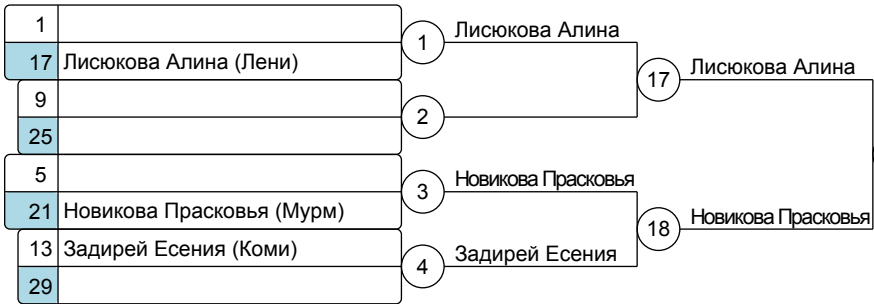 1
17 Лисюкова Алина (Лени)
9
25
5
21 Новикова Прасковья (Мурм)
13 Задирей Есения (Коми)
29
1
Лисюкова Алина
2
3
Новикова Прасковья
4
Задирей Есения
17
Лисюкова Алина
18
Новикова Прасковья